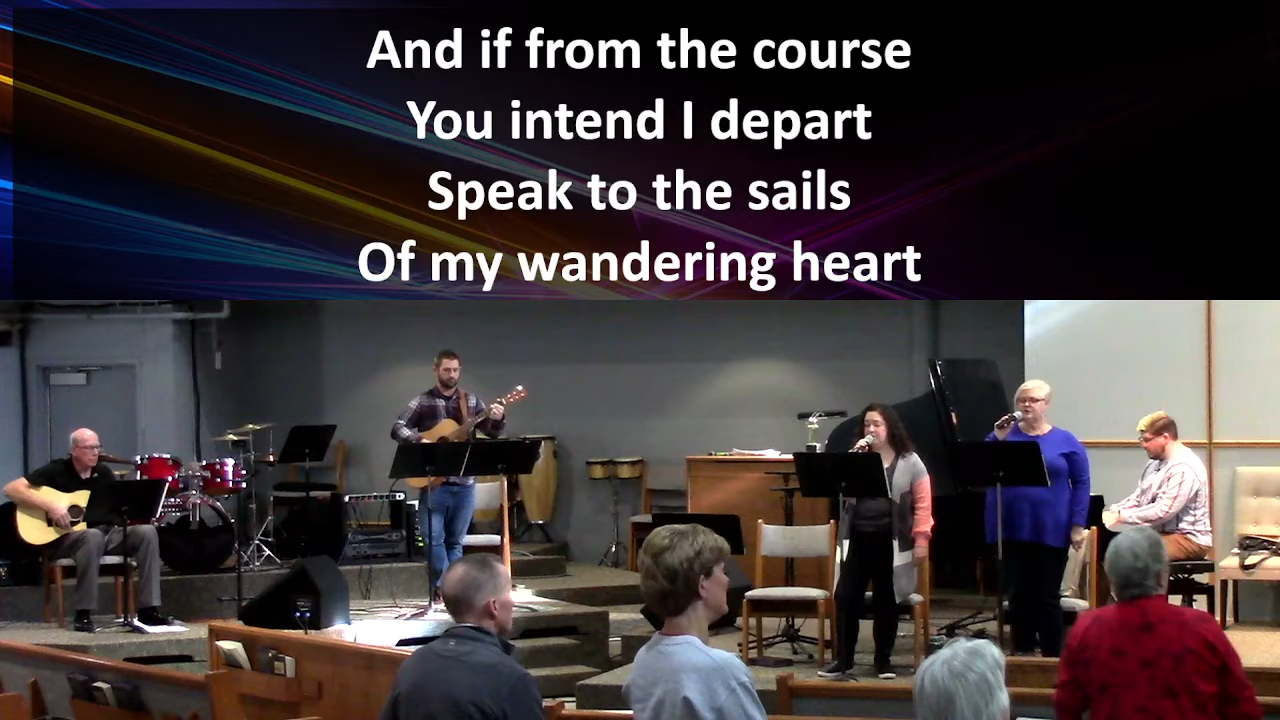 And if from the course
You intend I depart
Speak to the sails
Of my wandering heart